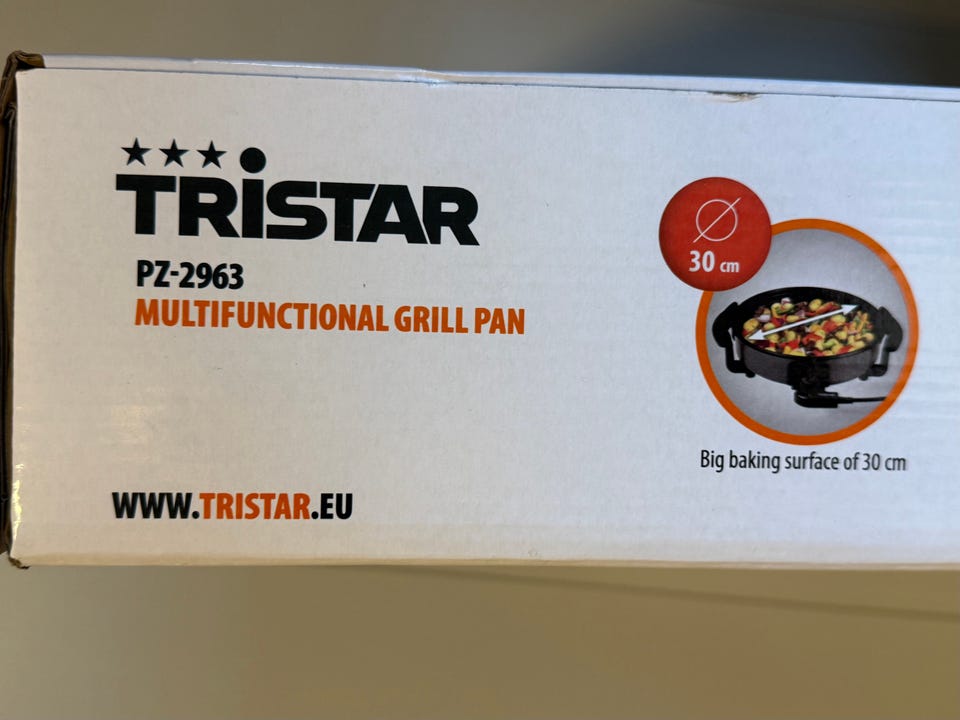 TRiSTAR
PZ-2963
MULTIFUNCTIONAL GRILL PAN
30 cm
Big baking surface of 30 cm
WWW.TRISTAR.EU